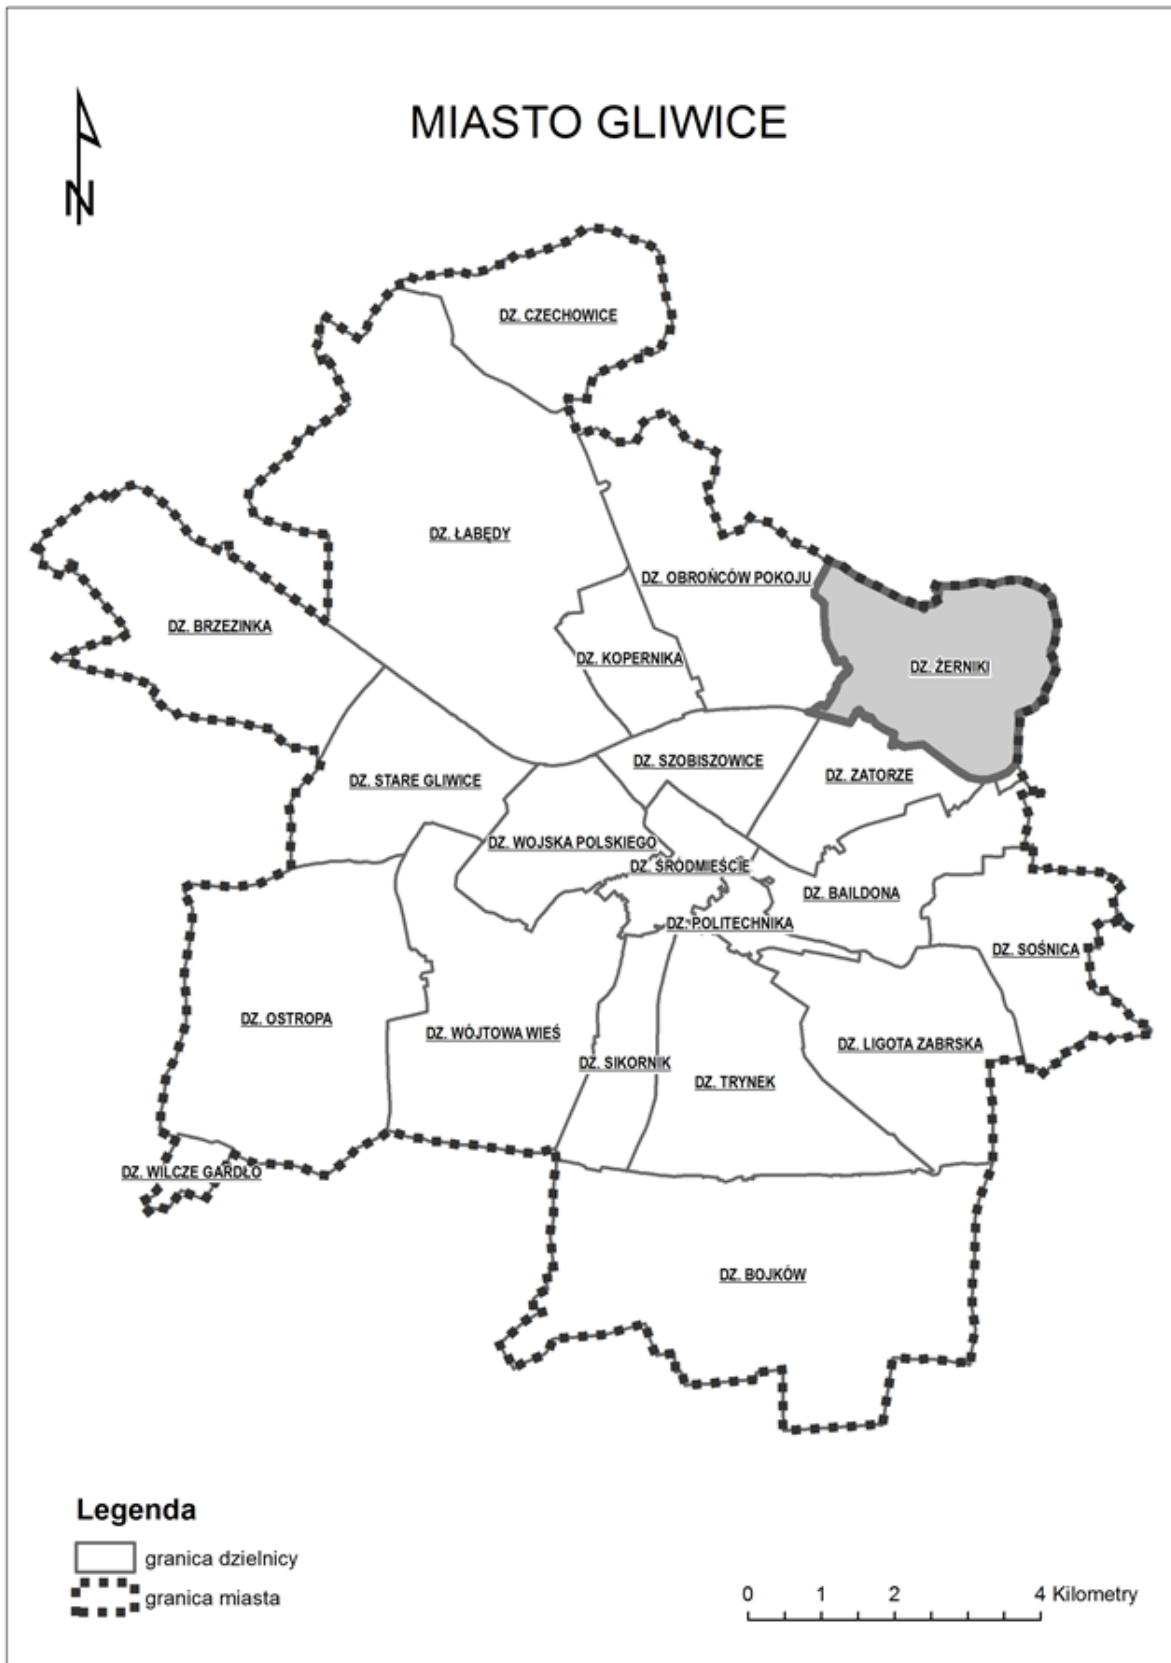 MIASTO GLIWICE
N
DZ. CZECHOWICE
DZ. ŁABĘDY
DZ. OBROŃCÓW POKOJU
DZ. BRZEZINKA
DZ. KOPERNIKA
DZ. ŻERNIKI
DZ. SZOBISZOWICE
DZ. ZATORZE
DZ. STARE GLIWICE
DZ. WOJSKA POLSKIEGO
DZ. ŚRÓDMIEŚCIE
DZ. BAILDONA
DZ. POLITECHNIKA
DZ. SOŚNICA
DZ. OSTROPA
DZ. WÓJTOWA WIEŚ
DZ. LIGOTA ZABRSKA
DZ. SIKORNIK
DZ. TRYNEK
DZ. WILCZE GARDŁO
DZ. BOJKÓW
Legenda
granica dzielnicy
granica miasta
0 1 2 4 Kilometry